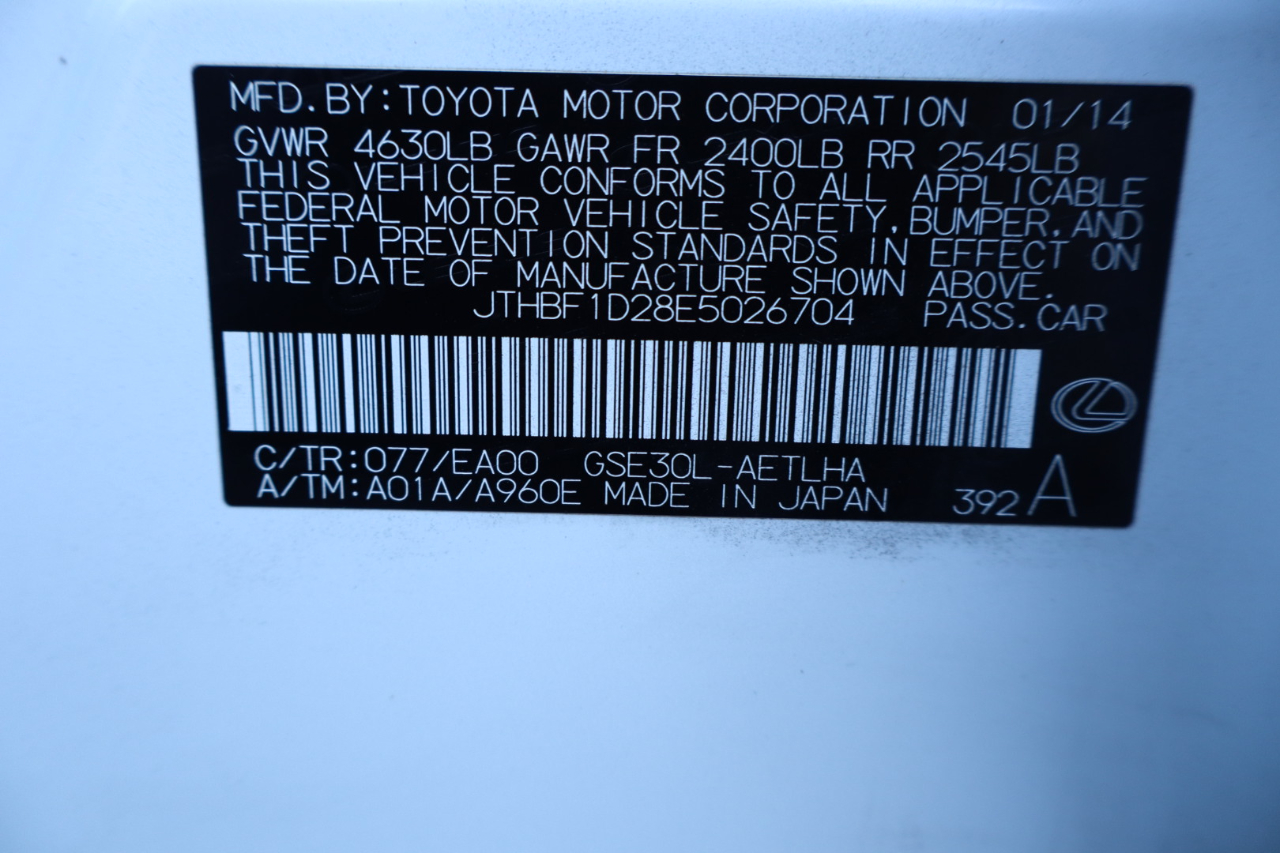 MFD.BY:TOYOTA MOTOR CORPORATION 01/14
GVWR 4630LB GAWR FR 2400LB RR 2545LB
THIS VEHICLE CONFORMS TO ALL APPLICABLE
FEDERAL MOTOR VEHICLE SAFETY,BUMPER,AND
THEFT PREVENTION STANDARDS IN EFFECT ON
THE DATE OF MANUFACTURE SHOWN ABOVE.
JTHBF1D28E5026704 PASS.CAR
C/TR:077/EA00 GSE30L-AETLHA
A/TM:A01A/A960E MADE IN JAPAN 392 A